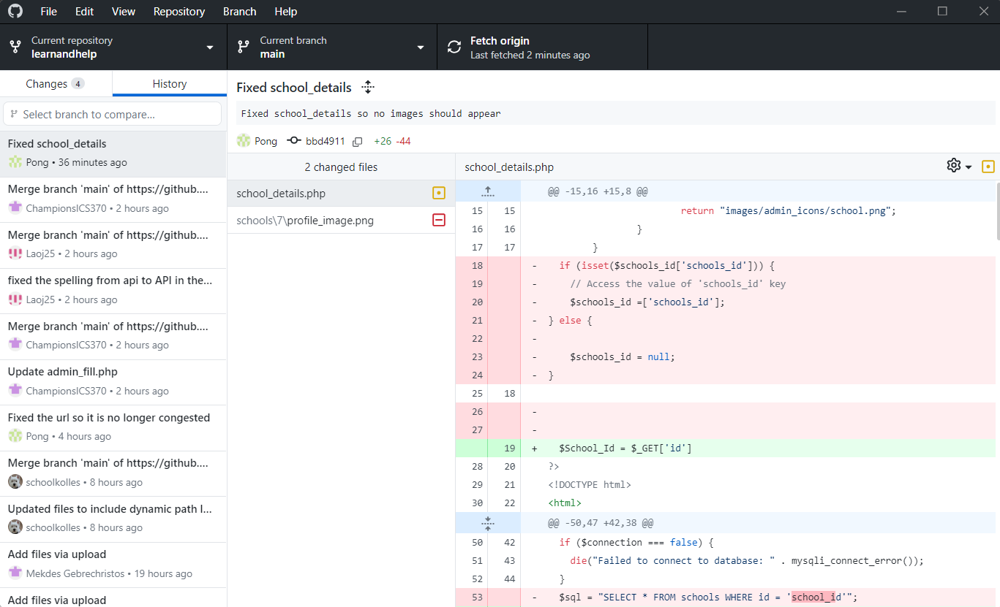 File Edit View Repository Branch Help
Current repository
learnandhelp
Current branch
main
Fetch origin
Last fetched 2 minutes ago
Changes 4
History
Select branch to compare...
Fixed school_details
Pong • 36 minutes ago
Merge branch 'main' of https://github....
ChampionsICS370 • 2 hours ago
Merge branch 'main' of https://github....
Laoj25 • 2 hours ago
fixed the spelling from api to API in the...
Laoj25 • 2 hours ago
Merge branch 'main' of https://github....
ChampionsICS370 • 2 hours ago
Update admin_fill.php
ChampionsICS370 • 2 hours ago
Fixed the url so it is no longer congested
Pong • 4 hours ago
Merge branch 'main' of https://github....
schoolkolles • 8 hours ago
Updated files to include dynamic path l...
schoolkolles • 8 hours ago
Add files via upload
Mekdes Gebrechristos • 19 hours ago
Add files via upload
Fixed school_details
Fixed school_details so no images should appear
Pong bbd4911 +26 -44
2 changed files
school_details.php
schools\7\profile_image.png
school_details.php
@@ -15,16 +15,8 @@
15 15 return "images/admin_icons/school.png";
16 16 }
17 17 }
18 - if (isset($schools_id['schools_id'])) {
19 - // Access the value of 'schools_id' key
20 - $schools_id =['schools_id'];
21 - } else {
22 -
23 - $schools_id = null;
24 - }
25 18
26 -
27 -
19 + $School_Id = $_GET['id']
28 20 ?>
29 21 <!DOCTYPE html>
30 22 <html>
@@ -50,47 +42,38 @@
50 42 if ($connection === false) {
51 43 die("Failed to connect to database: " . mysqli_connect_error());
52 44 }
53 - $sql = "SELECT * FROM schools WHERE id = 'school_id'";